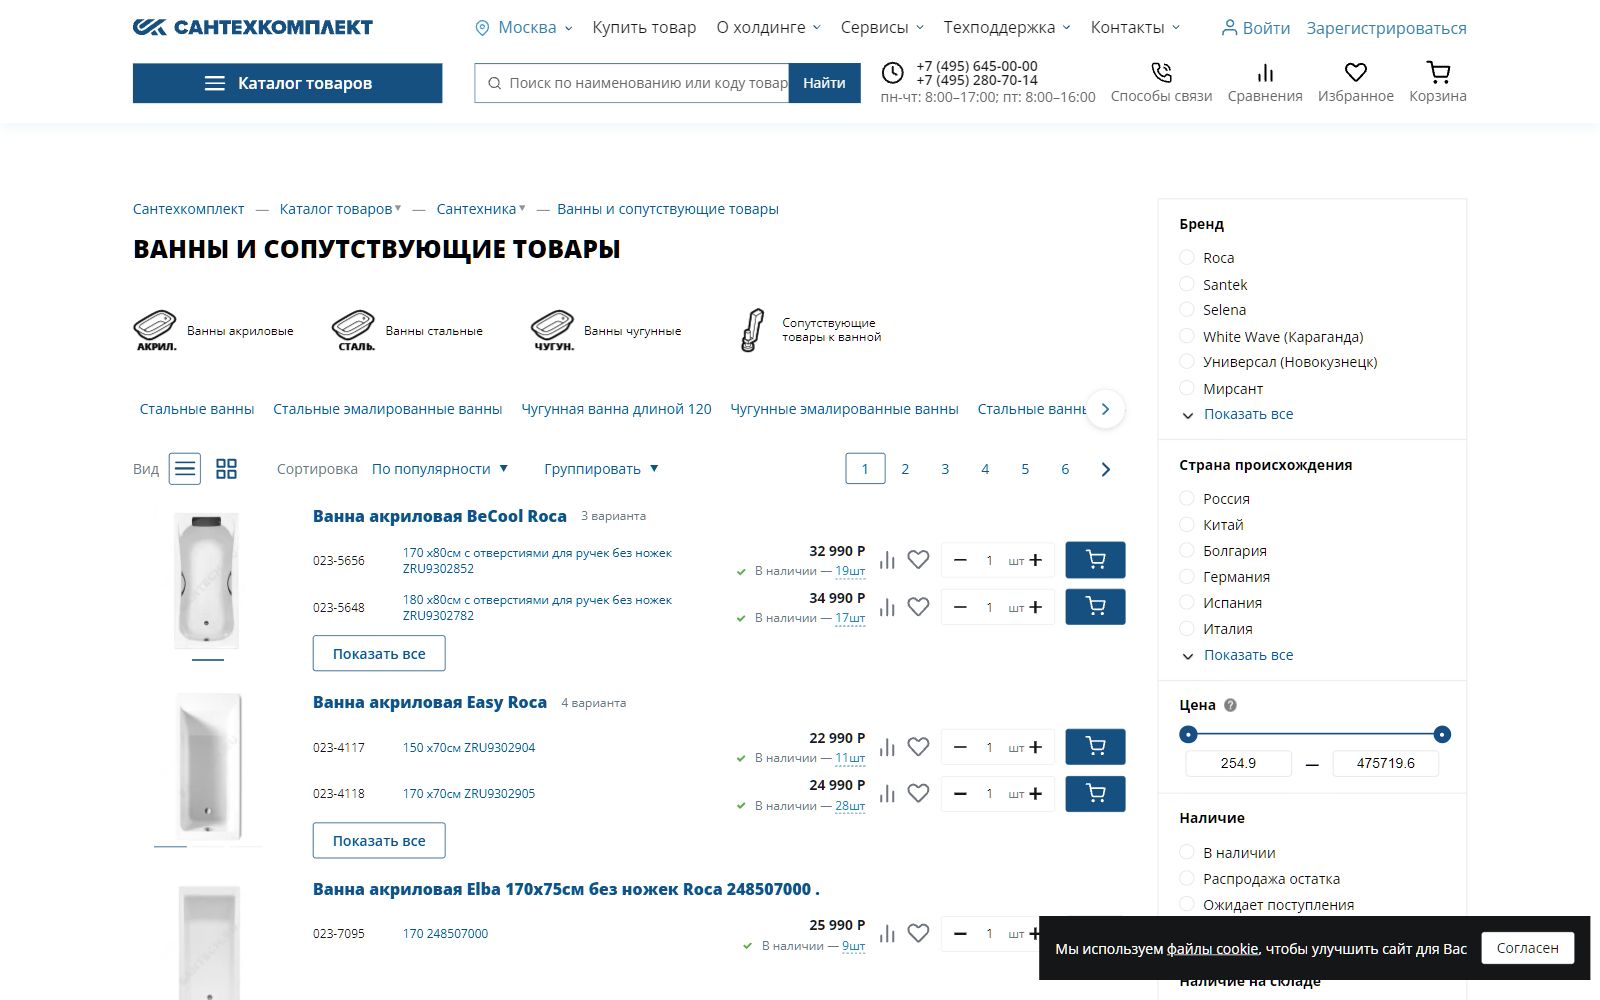 САНТЕХКОМПЛЕКТ
Москва
Купить товар
О холдинге
Сервисы
Техподдержка
Контакты
Войти
Зарегистрироваться
Каталог товаров
Поиск по наименованию или коду товар
Найти
+7 (495) 645-00-00
+7 (495) 280-70-14
пн-чт: 8:00–17:00; пт: 8:00–16:00
Способы связи
Сравнения
Избранное
Корзина
Сантехкомплект — Каталог товаров — Сантехника — Ванны и сопутствующие товары
ВАННЫ И СОПУТСТВУЮЩИЕ ТОВАРЫ
АКРИЛ.
Ванны акриловые
СТАЛЬ.
Ванны стальные
ЧУГУН.
Ванны чугунные
Сопутствующие
товары к ванной
Стальные ванны
Стальные эмалированные ванны
Чугунная ванна длиной 120
Чугунные эмалированные ванны
Стальные ванны
Вид
Сортировка
По популярности
Группировать
1 2 3 4 5 6
Ванна акриловая BeCool Roca
3 варианта
023-5656
170 х80см с отверстиями для ручек без ножек
ZRU9302852
32 990 Р
В наличии — 19шт
1 шт
023-5648
180 х80см с отверстиями для ручек без ножек
ZRU9302782
34 990 Р
В наличии — 17шт
1 шт
Показать все
Ванна акриловая Easy Roca
4 варианта
023-4117
150 х70см ZRU9302904
22 990 Р
В наличии — 11шт
1 шт
023-4118
170 х70см ZRU9302905
24 990 Р
В наличии — 28шт
1 шт
Показать все
Ванна акриловая Elba 170х75см без ножек Roca 248507000 .
023-7095
170 248507000
25 990 Р
В наличии — 9шт
1 шт
Бренд
Roca
Santek
Selena
White Wave (Караганда)
Универсал (Новокузнецк)
Мирсант
Показать все
Страна происхождения
Россия
Китай
Болгария
Германия
Испания
Италия
Показать все
Цена
254.9 — 475719.6
Наличие
В наличии
Распродажа остатка
Ожидает поступления
Мы используем файлы cookie, чтобы улучшить сайт для Вас
Согласен
Наличие на складе